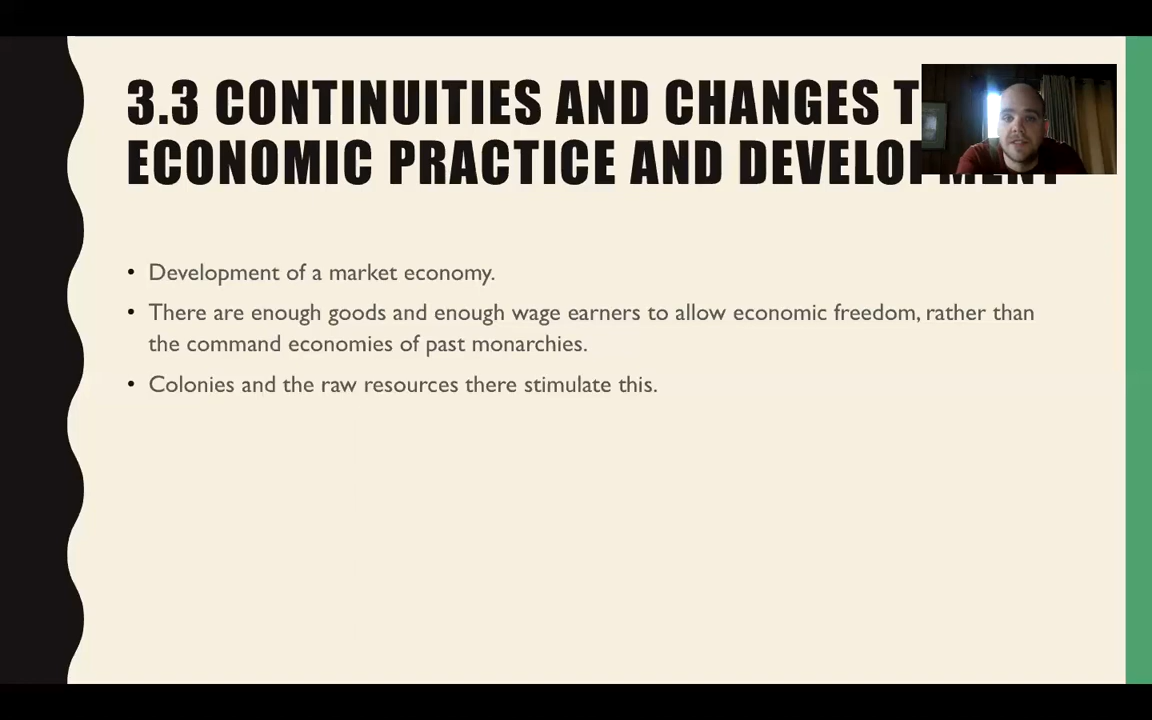 3.3 CONTINUITIES AND CHANGES
ECONOMIC PRACTICE AND DEVELOPMENT
• Development of a market economy.
• There are enough goods and enough wage earners to allow economic freedom, rather than
the command economies of past monarchies.
• Colonies and the raw resources there stimulate this.